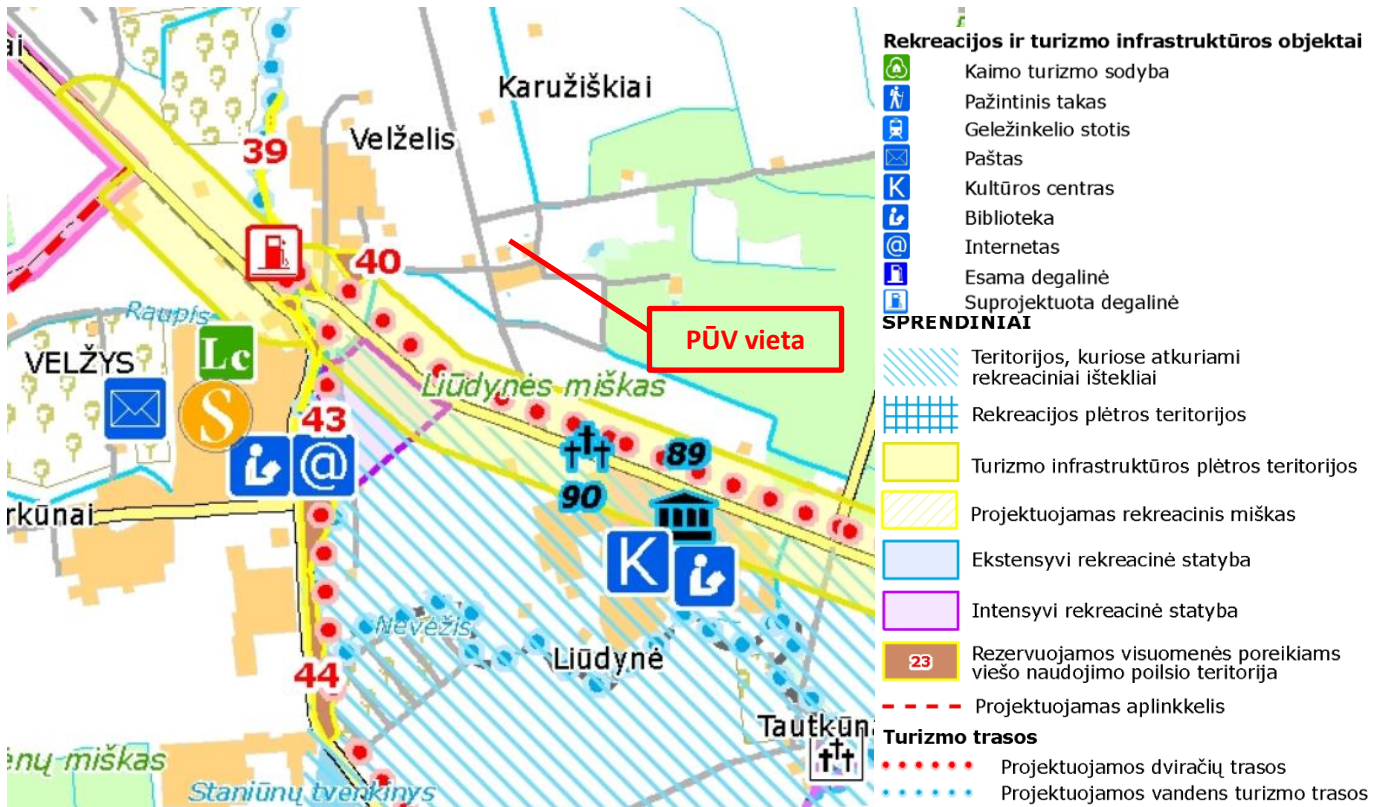 ai
Karužiškiai
Velželis
39
40
Raupis
VELŽYS
Lc
S
PŪV vieta
Liūdynės miškas
43
@
89
90
rkūnai
K
Nevėžis
Liūdynė
44
Tautkūna
ėnų miškas
Staniūnų tvenkinys
Rekreacijos ir turizmo infrastruktūros objektai
Kaimo turizmo sodyba
Pažintinis takas
Geležinkelio stotis
Paštas
K Kultūros centras
Biblioteka
@ Internetas
Esama degalinė
Suprojektuota degalinė
SPRENDINIAI
Teritorijos, kuriose atkuriami
rekreaciniai ištekliai
Rekreacijos plėtros teritorijos
Turizmo infrastruktūros plėtros teritorijos
Projektuojamas rekreacinis miškas
Ekstensyvi rekreacinė statyba
Intensyvi rekreacinė statyba
23 Rezervuojamos visuomenės poreikiams
viešo naudojimo poilsio teritorija
Projektuojamas aplinkkelis
Turizmo trasos
Projektuojamos dviračių trasos
Projektuojamos vandens turizmo trasos